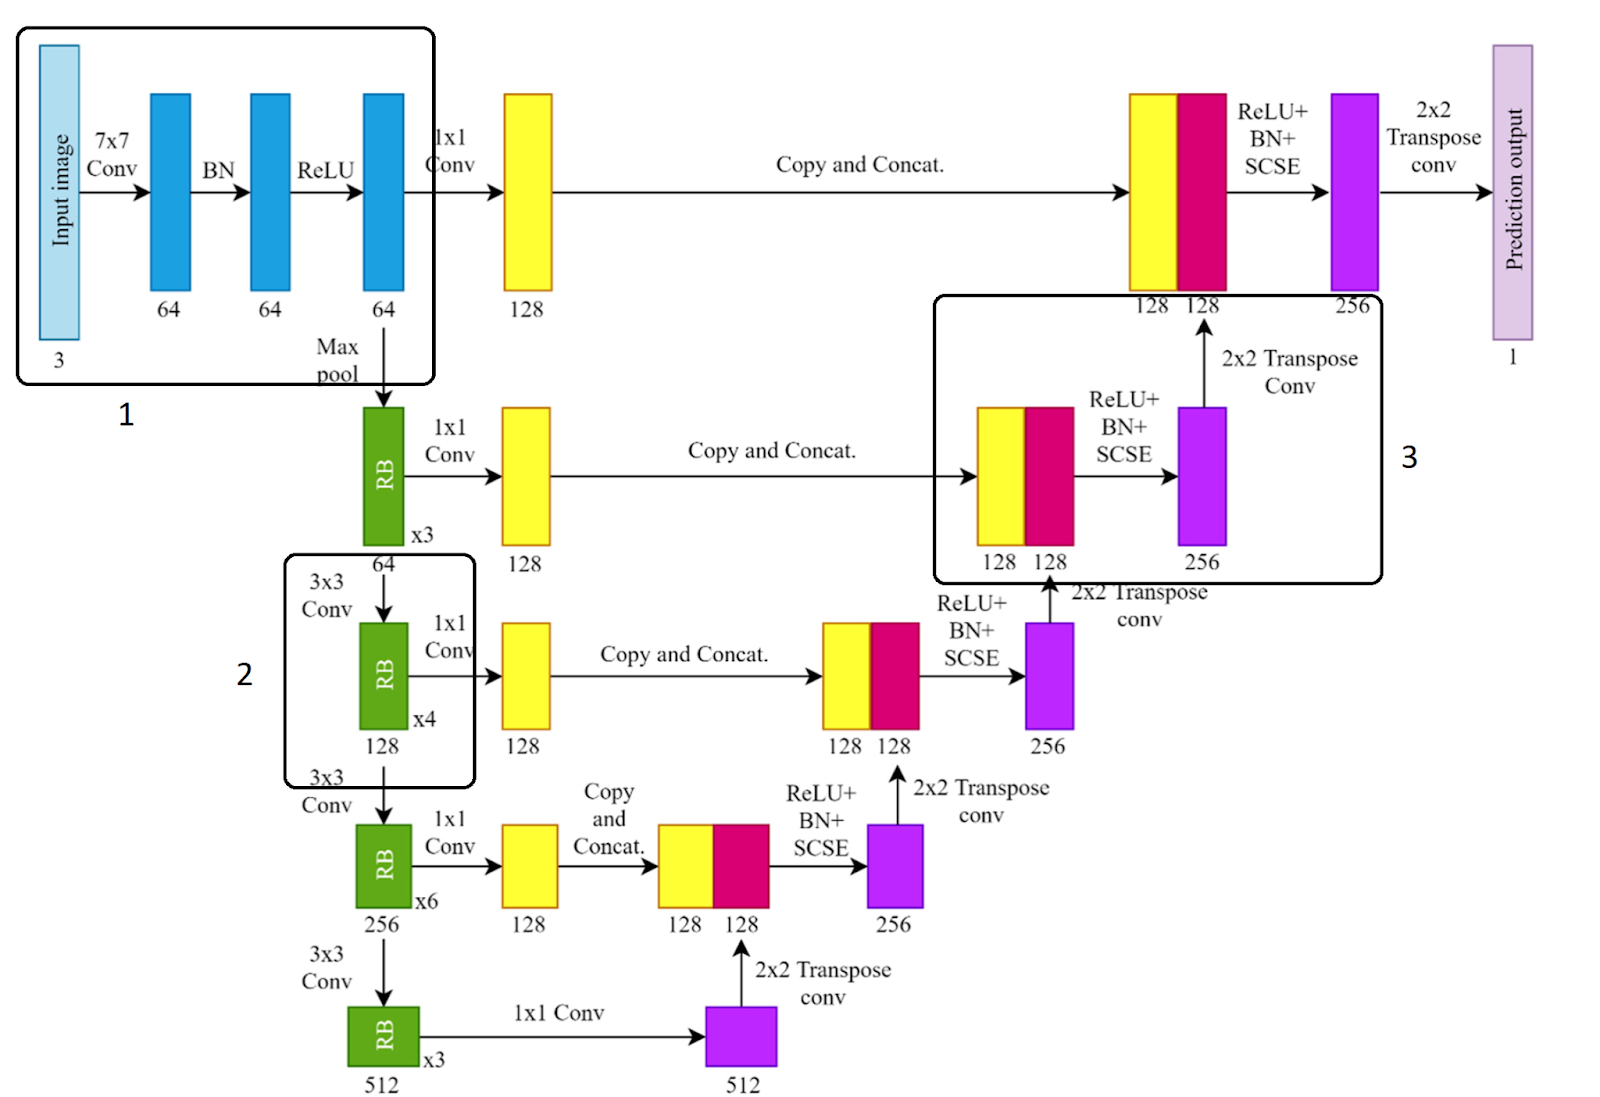 Input image
3
7x7
Conv
64
BN
64
ReLU
64
1x1
Conv
128
Copy and Concat.
128 128
ReLU+
BN+
SCSE
256
2x2
Transpose
conv
Prediction output
1
Max
pool
1
RB
x3
64
1x1
Conv
128
Copy and Concat.
128 128
ReLU+
BN+
SCSE
256
2x2 Transpose
Conv
3
3x3
Conv
2
RB
x4
128
1x1
Conv
128
Copy and Concat.
128 128
ReLU+
BN+
SCSE
256
2x2 Transpose
conv
3x3
Conv
RB
x6
256
1x1
Conv
128
Copy
and
Concat.
128 128
ReLU+
BN+
SCSE
256
2x2 Transpose
conv
3x3
Conv
RB
x3
512
1x1 Conv
512
2x2 Transpose
conv